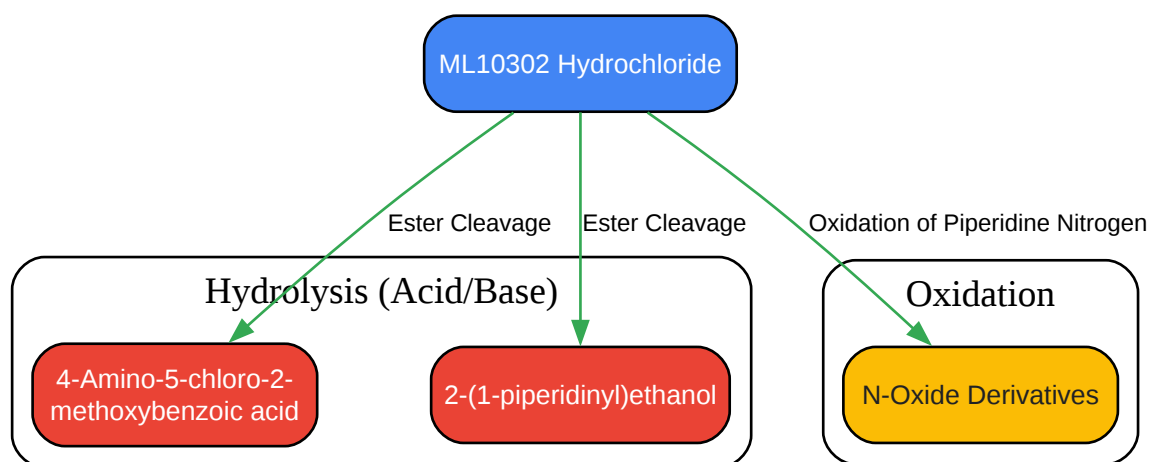 ML10302 Hydrochloride
Ester Cleavage
Ester Cleavage
Oxidation of Piperidine Nitrogen
Hydrolysis (Acid/Base)
Oxidation
4-Amino-5-chloro-2-
methoxybenzoic acid
2-(1-piperidinyl)ethanol
N-Oxide Derivatives